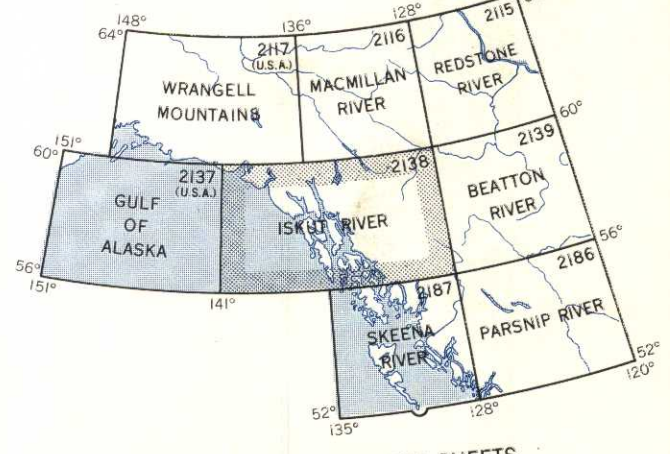 148°
136°
128°
2115
64°
2117
(U.S.A.)
2116
REDSTONE
RIVER
WRANGELL
MOUNTAINS
MACMILLAN
RIVER
60°
151°
60°
2139
2137
(U.S.A.)
2138
BEATTON
RIVER
GULF
OF
ALASKA
ISKUT RIVER
56°
56°
151°
141°
2186
2187
PARSNIP RIVER
SKEENA
RIVER
52°
120°
52°
135°
128°